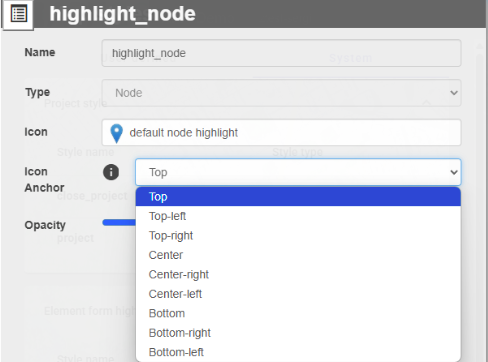 highlight_node
Name
highlight_node
System
Type
Node
Project style
Icon
default node highlight
Style name
Style type
Icon
Anchor
Top
close_project
Top
Top-left
Opacity
Top-right
project
Center
Center-right
Center-left
Bottom
Element form high
Bottom-right
Bottom-left
Style name